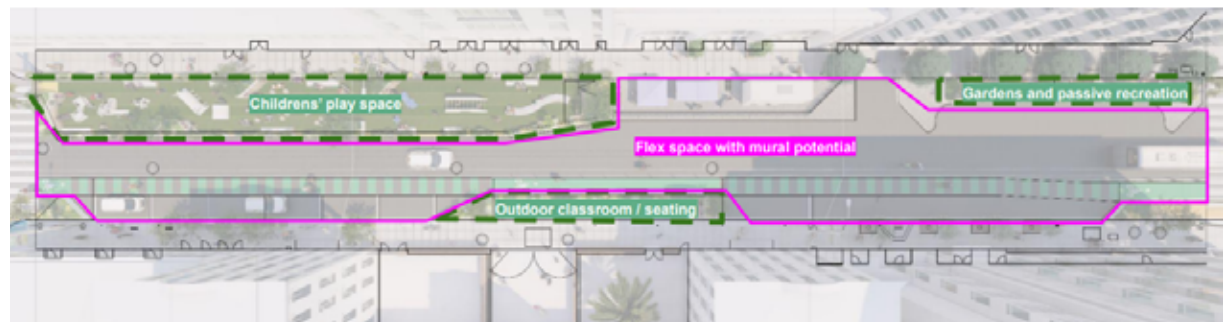 Childrens' play space
Gardens and passive recreation
Flex space with mural potential
Outdoor classroom / seating